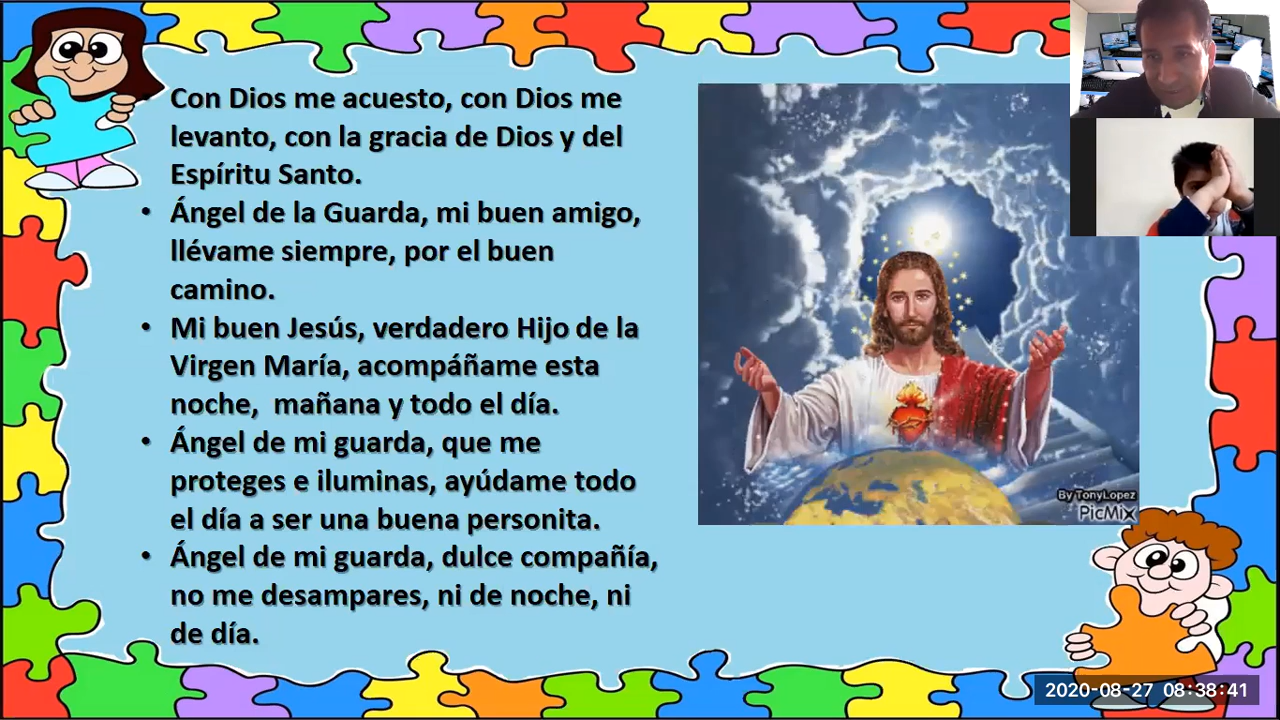 Con Dios me acuesto, con Dios me
levanto, con la gracia de Dios y del
Espíritu Santo.
• Ángel de la Guarda, mi buen amigo,
llévame siempre, por el buen
camino.
• Mi buen Jesús, verdadero Hijo de la
Virgen María, acompáñame esta
noche, mañana y todo el día.
• Ángel de mi guarda, que me
proteges e iluminas, ayúdame todo
el día a ser una buena personita.
• Ángel de mi guarda, dulce compañía,
no me desampares, ni de noche, ni
de día.
By TonyLopez
PicMix
2020-08-27 08:38:41